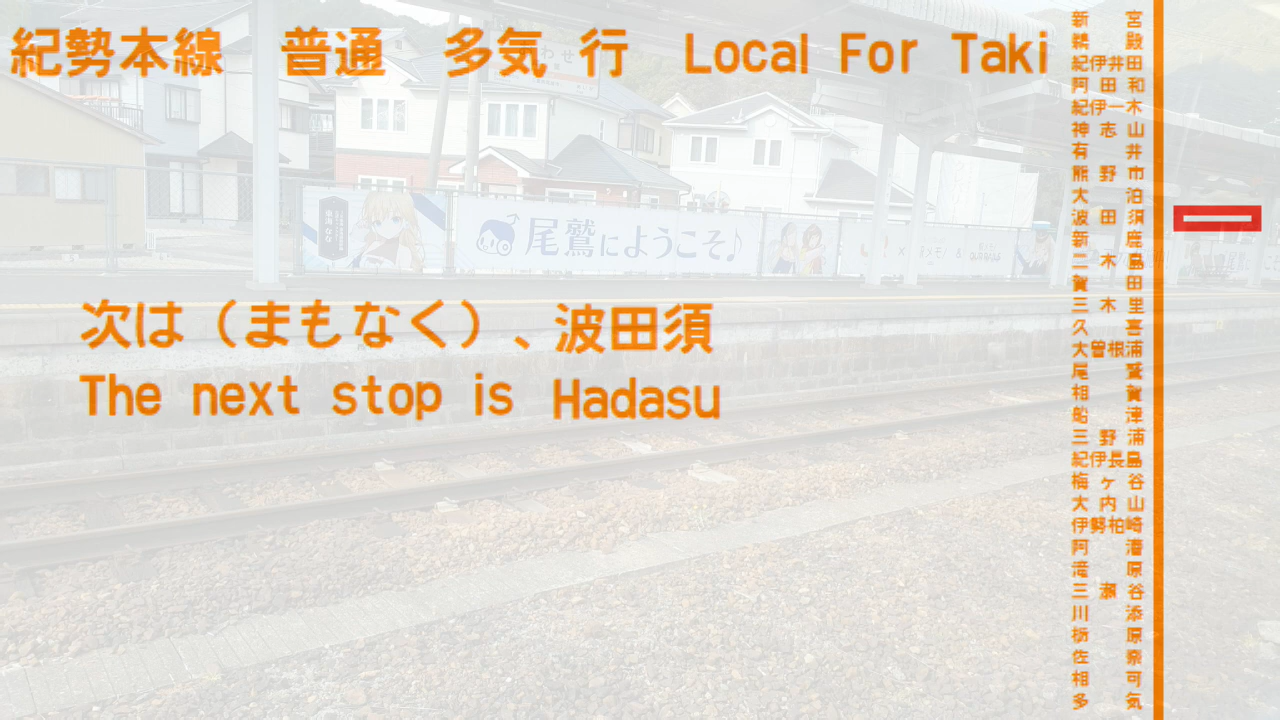 紀勢本線　普通　多気 行　Local For Taki
次は（まもなく）、波田須
The next stop is Hadasu
尾鷲にようこそ♪
新宮
鵜殿
紀伊井田
阿田和
紀伊一木
神志山
有井
熊野市
大泊
波田須
新鹿
二木島
賀田
三木里
九鬼
大曽根浦
尾鷲
相賀
船津
三野浦
紀伊長島
梅ヶ谷
大内山
伊勢柏崎
阿曽
滝原
三瀬谷
川添
栃原
佐奈
相可
多気